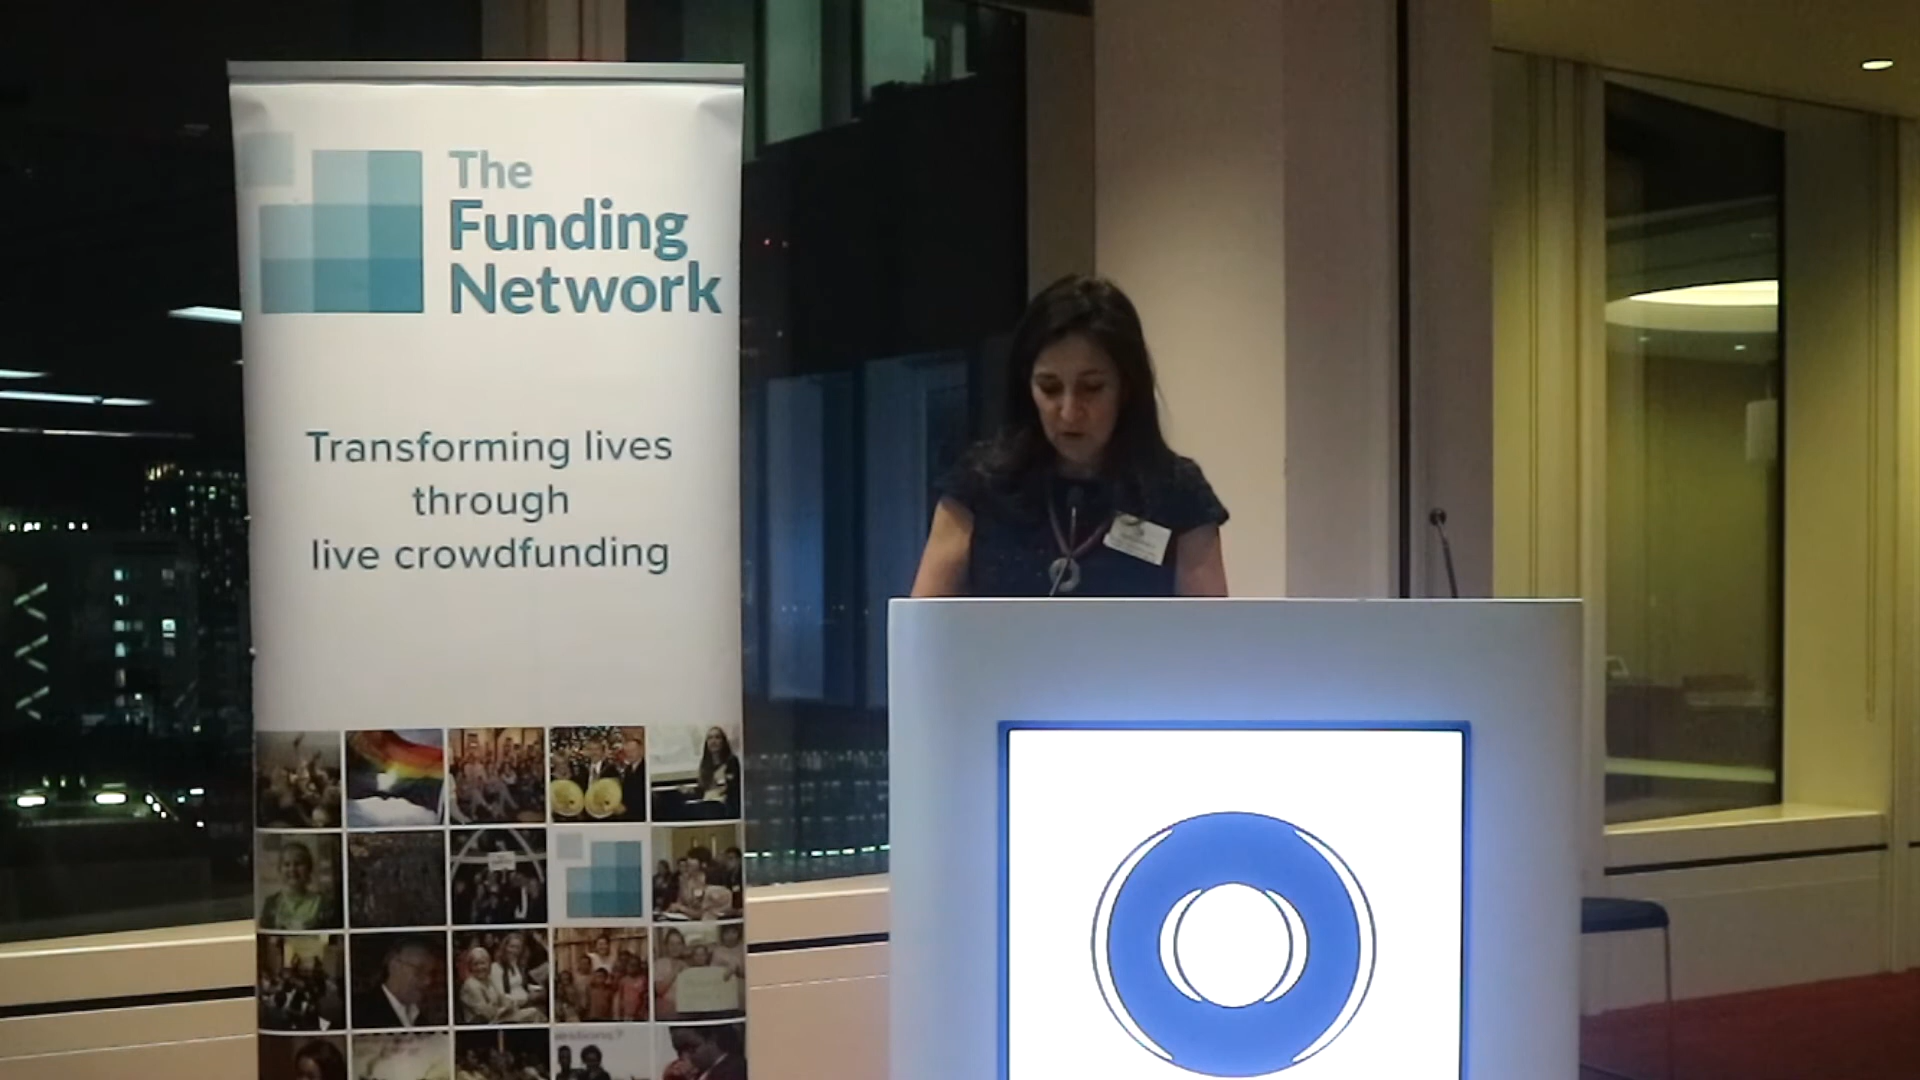 The
Funding
Network
Transforming lives
through
live crowdfunding